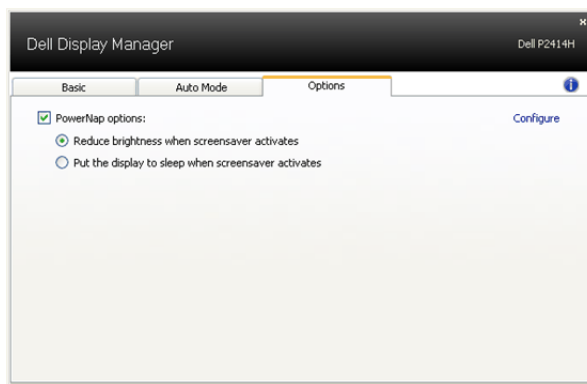 Dell Display Manager
Dell P2414H
Basic
Auto Mode
Options
PowerNap options:
Configure
Reduce brightness when screensaver activates
Put the display to sleep when screensaver activates